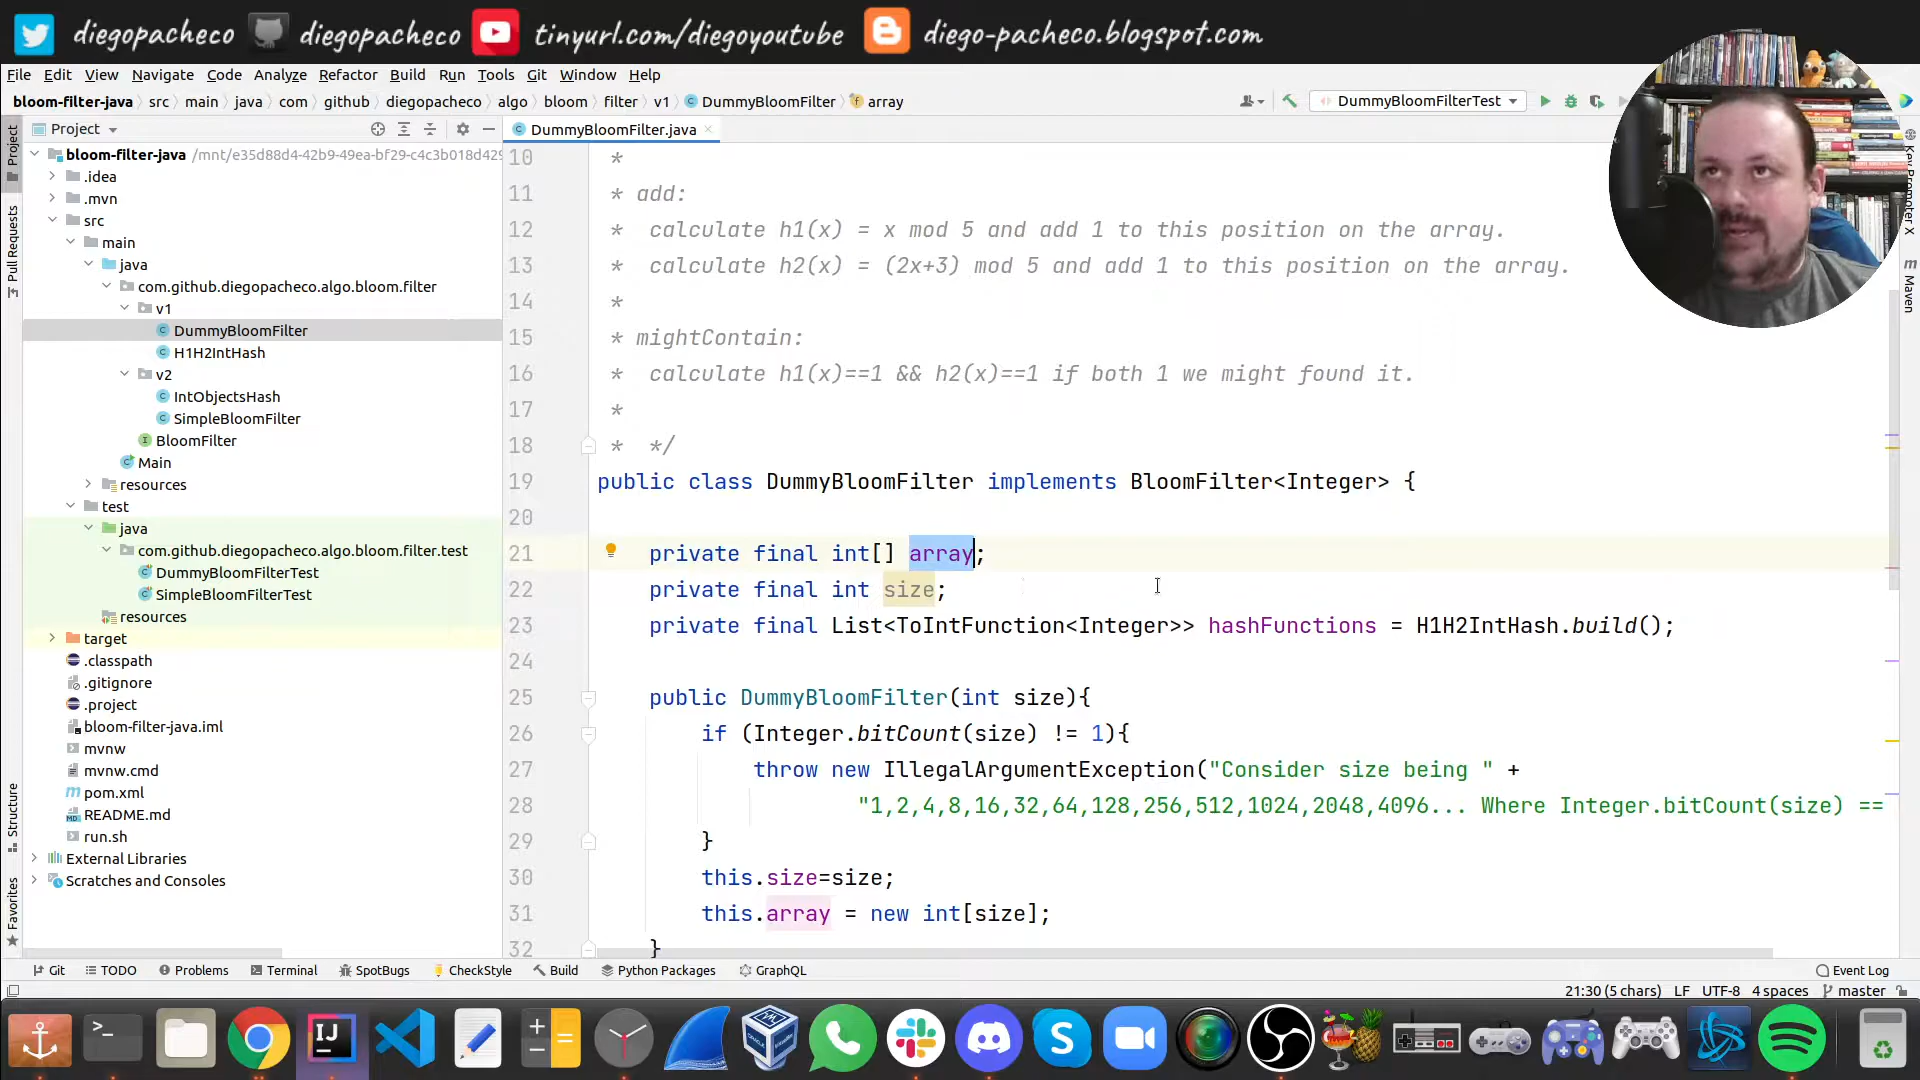 diegopacheco diegopacheco tinyurl.com/diegoyoutube diego-pacheco.blogspot.com
File Edit View Navigate Code Analyze Refactor Build Run Tools Git Window Help
bloom-filter-java src main java com github diegopacheco algo bloom filter v1 DummyBloomFilter array DummyBloomFilterTest
Project
DummyBloomFilter.java
bloom-filter-java /mnt/e35d88d4-42b9-49ea-bf29-c4c3b018d429
.idea
.mvn
src
main
java
com.github.diegopacheco.algo.bloom.filter
v1
DummyBloomFilter
H1H2IntHash
v2
IntObjectsHash
SimpleBloomFilter
BloomFilter
Main
resources
test
java
com.github.diegopacheco.algo.bloom.filter.test
DummyBloomFilterTest
SimpleBloomFilterTest
resources
target
.classpath
.gitignore
.project
bloom-filter-java.iml
mvnw
mvnw.cmd
pom.xml
README.md
run.sh
External Libraries
Scratches and Consoles
Project
Pull Requests
Structure
Favorites
10 *
11 * add:
12 * calculate h1(x) = x mod 5 and add 1 to this position on the array.
13 * calculate h2(x) = (2x+3) mod 5 and add 1 to this position on the array.
14 *
15 * mightContain:
16 * calculate h1(x)==1 && h2(x)==1 if both 1 we might found it.
17 *
18 * */
19 public class DummyBloomFilter implements BloomFilter<Integer> {
20
21 private final int[] array;
22 private final int size;
23 private final List<ToIntFunction<Integer>> hashFunctions = H1H2IntHash.build();
24
25 public DummyBloomFilter(int size){
26 if (Integer.bitCount(size) != 1){
27 throw new IllegalArgumentException("Consider size being " +
28 "1,2,4,8,16,32,64,128,256,512,1024,2048,4096... Where Integer.bitCount(size) ==
29 }
30 this.size=size;
31 this.array = new int[size];
32 }
Key Promoter X
Maven
Git TODO Problems Terminal SpotBugs CheckStyle Build Python Packages GraphQL Event Log
21:30 (5 chars) LF UTF-8 4 spaces master